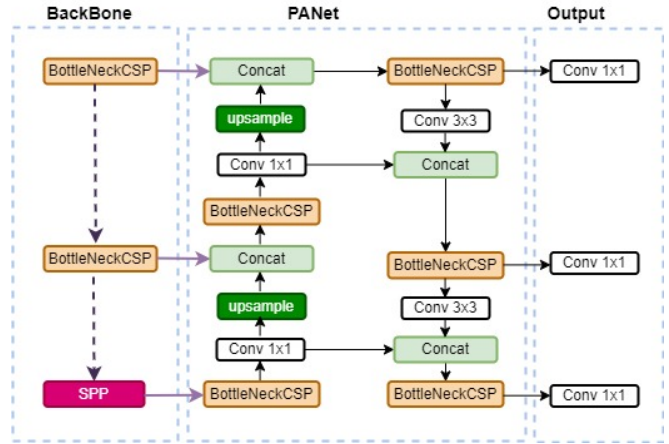 BackBone
PANet
Output
BottleNeckCSP
Concat
BottleNeckCSP
Conv 1x1
upsample
Conv 3x3
Conv 1x1
Concat
BottleNeckCSP
BottleNeckCSP
Concat
BottleNeckCSP
Conv 1x1
upsample
Conv 3x3
Conv 1x1
Concat
SPP
BottleNeckCSP
BottleNeckCSP
Conv 1x1